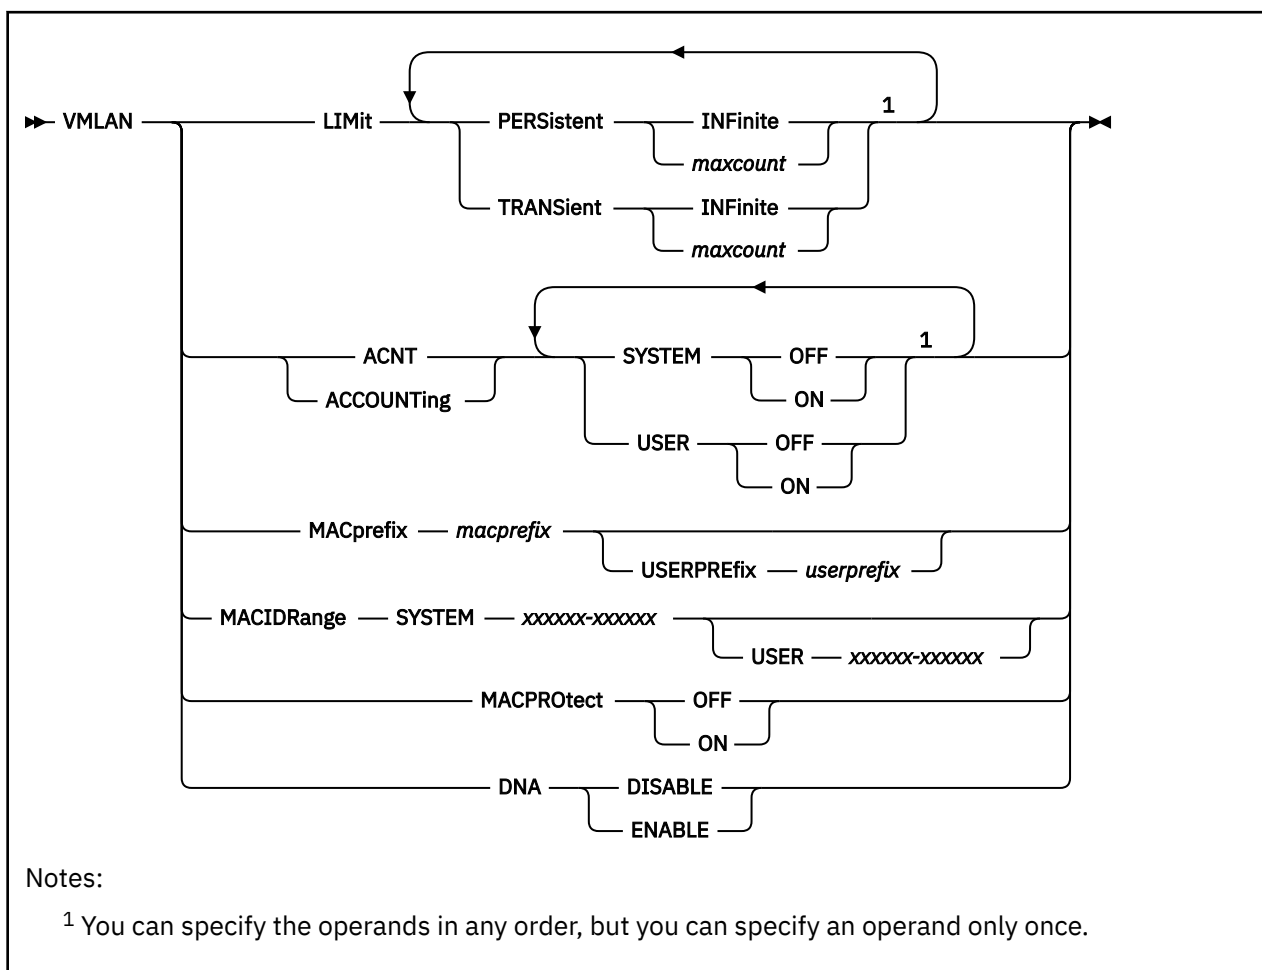 1
VMLAN LIMit PERSistent INFinite
maxcount
TRANSient INFinite
maxcount
1
ACNT SYSTEM OFF
ACCOUNTing ON
USER OFF
ON
MACprefix macprefix
USERPREfix userprefix
MACIDRange SYSTEM xxxxxx-xxxxxx
USER xxxxxx-xxxxxx
MACPROtect OFF
ON
DNA DISABLE
ENABLE
Notes:
1 You can specify the operands in any order, but you can specify an operand only once.